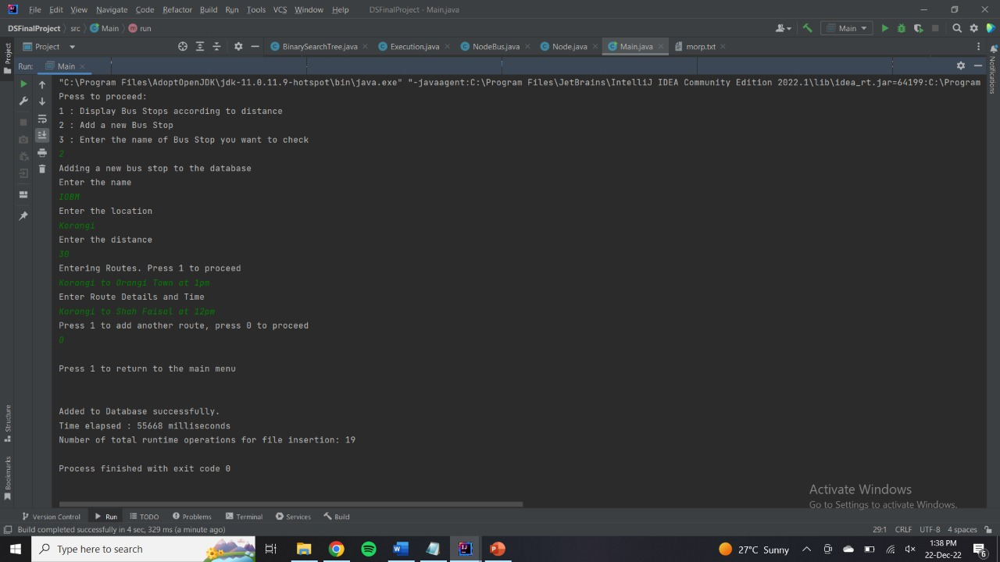 File Edit View Navigate Code Refactor Build Run Tools VCS Window Help DSFinalProject - Main.java
DSFinalProject src Main run Main
Project BinarySearchTree.java Execution.java NodeBus.java Node.java Main.java morp.txt
Project
Notifications
Run: Main
"C:\Program Files\AdoptOpenJDK\jdk-11.0.11.9-hotspot\bin\java.exe" "-javaagent:C:\Program Files\JetBrains\IntelliJ IDEA Community Edition 2022.1\lib\idea_rt.jar=64199:C:\Program
Press to proceed:
1 : Display Bus Stops according to distance
2 : Add a new Bus Stop
3 : Enter the name of Bus Stop you want to check
2
Adding a new bus stop to the database
Enter the name
IOBM
Enter the location
Korangi
Enter the distance
30
Entering Routes. Press 1 to proceed
Korangi to Orangi Town at 1pm
Enter Route Details and Time
Korangi to Shah Faisal at 12pm
Press 1 to add another route, press 0 to proceed
0
Press 1 to return to the main menu
Added to Database successfully.
Time elapsed : 55668 milliseconds
Number of total runtime operations for file insertion: 19
Process finished with exit code 0
Structure
Bookmarks
Activate Windows
Go to Settings to activate Windows.
Version Control Run TODO Problems Terminal Services Build
Build completed successfully in 4 sec, 329 ms (a minute ago) 29:1 CRLF UTF-8 4 spaces
Type here to search 27°C Sunny 1:38 PM
22-Dec-22 6